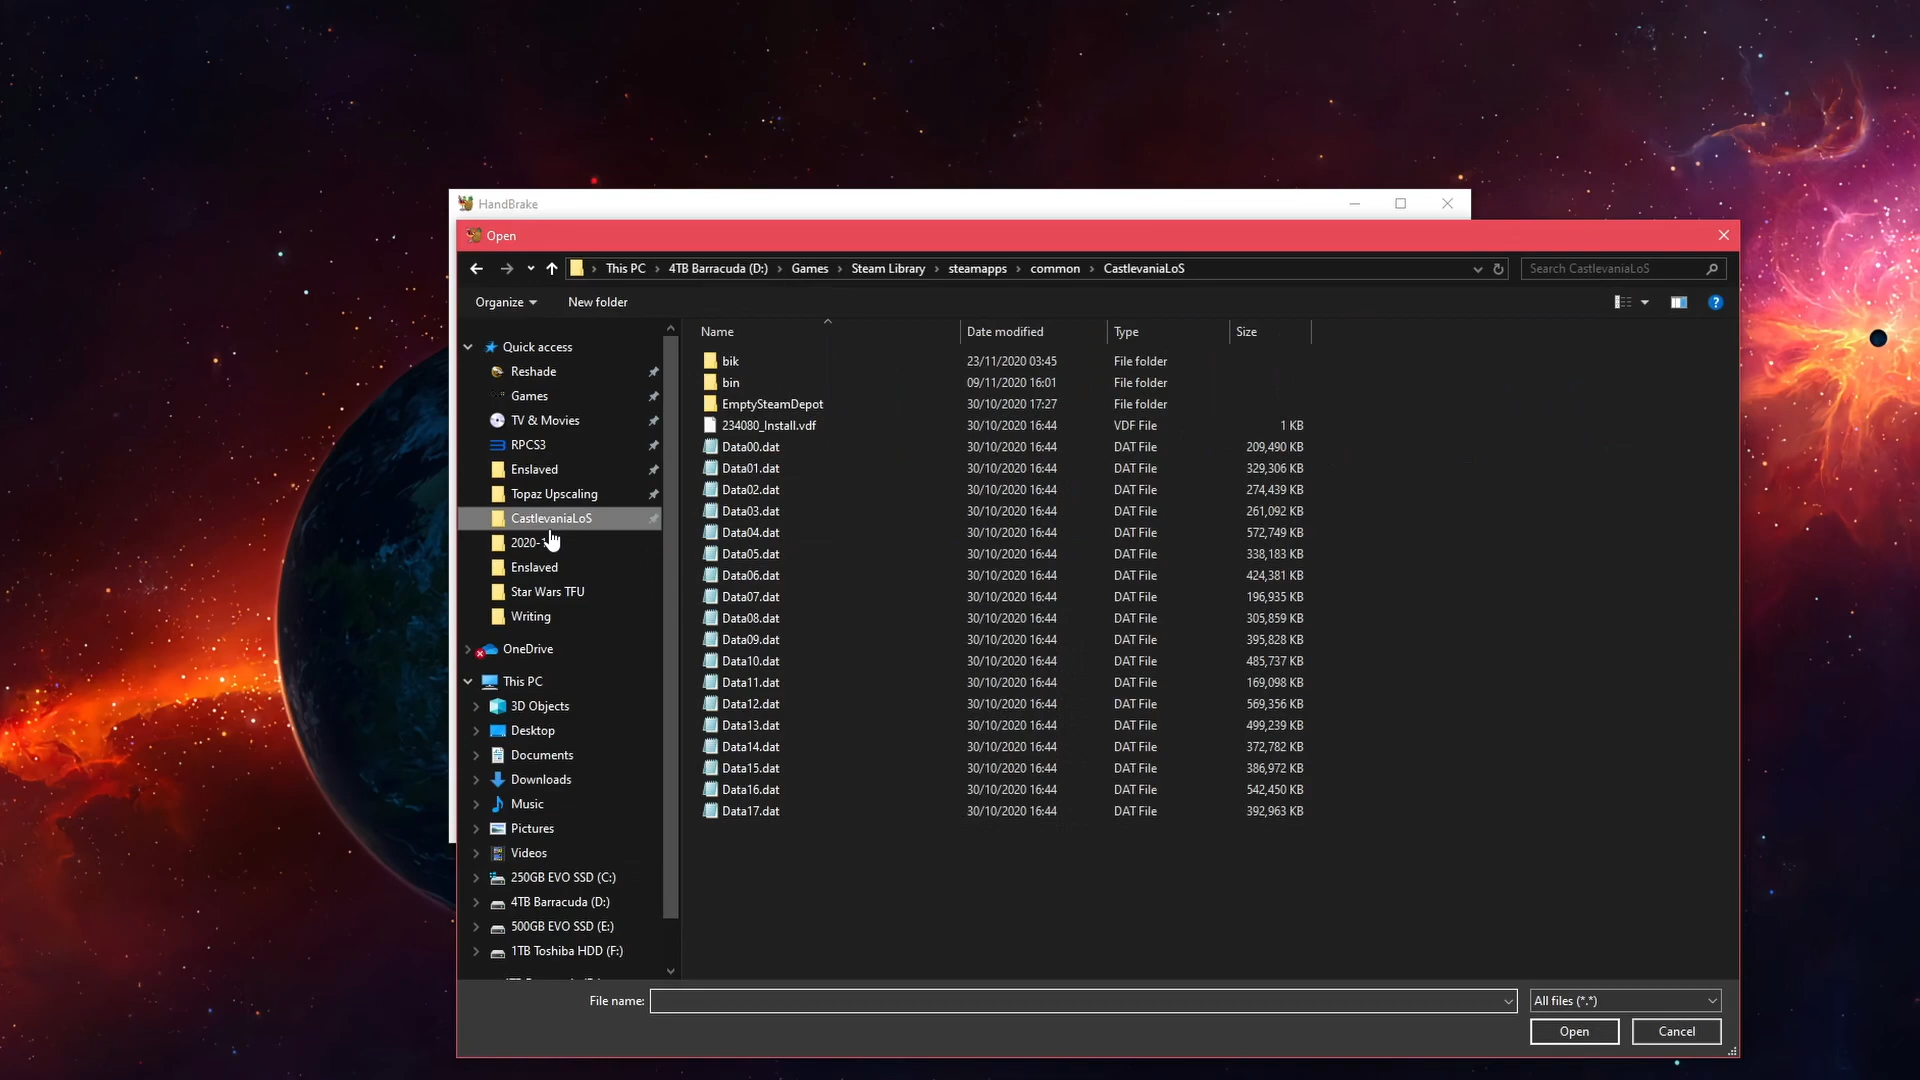 HandBrake
Open
This PC › 4TB Barracuda (D:) › Games › Steam Library › steamapps › common › CastlevaniaLoS
Search CastlevaniaLoS
Organize New folder
Name Date modified Type Size
Quick access
Reshade
Games
TV & Movies
RPCS3
Enslaved
Topaz Upscaling
CastlevaniaLoS
2020-
Enslaved
Star Wars TFU
Writing
OneDrive
This PC
3D Objects
Desktop
Documents
Downloads
Music
Pictures
Videos
250GB EVO SSD (C:)
4TB Barracuda (D:)
500GB EVO SSD (E:)
1TB Toshiba HDD (F:)
bik 23/11/2020 03:45 File folder
bin 09/11/2020 16:01 File folder
EmptySteamDepot 30/10/2020 17:27 File folder
234080_Install.vdf 30/10/2020 16:44 VDF File 1 KB
Data00.dat 30/10/2020 16:44 DAT File 209,490 KB
Data01.dat 30/10/2020 16:44 DAT File 329,306 KB
Data02.dat 30/10/2020 16:44 DAT File 274,439 KB
Data03.dat 30/10/2020 16:44 DAT File 261,092 KB
Data04.dat 30/10/2020 16:44 DAT File 572,749 KB
Data05.dat 30/10/2020 16:44 DAT File 338,183 KB
Data06.dat 30/10/2020 16:44 DAT File 424,381 KB
Data07.dat 30/10/2020 16:44 DAT File 196,935 KB
Data08.dat 30/10/2020 16:44 DAT File 305,859 KB
Data09.dat 30/10/2020 16:44 DAT File 395,828 KB
Data10.dat 30/10/2020 16:44 DAT File 485,737 KB
Data11.dat 30/10/2020 16:44 DAT File 169,098 KB
Data12.dat 30/10/2020 16:44 DAT File 569,356 KB
Data13.dat 30/10/2020 16:44 DAT File 499,239 KB
Data14.dat 30/10/2020 16:44 DAT File 372,782 KB
Data15.dat 30/10/2020 16:44 DAT File 386,972 KB
Data16.dat 30/10/2020 16:44 DAT File 542,450 KB
Data17.dat 30/10/2020 16:44 DAT File 392,963 KB
File name: All files (*.*)
Open Cancel